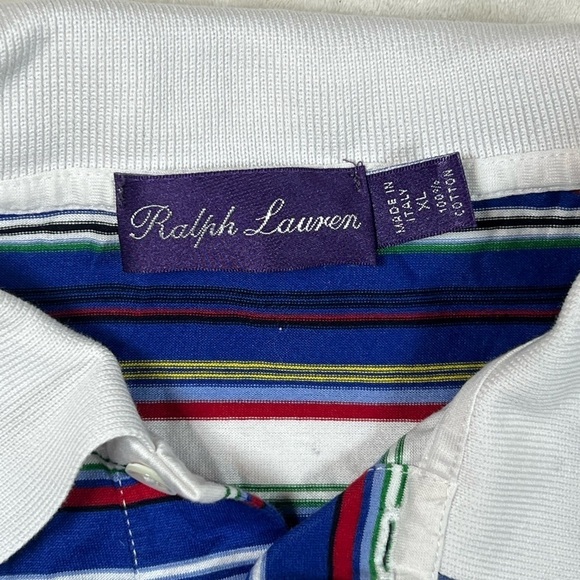 Ralph Lauren
MADE IN
ITALY
XL
100%
COTTON